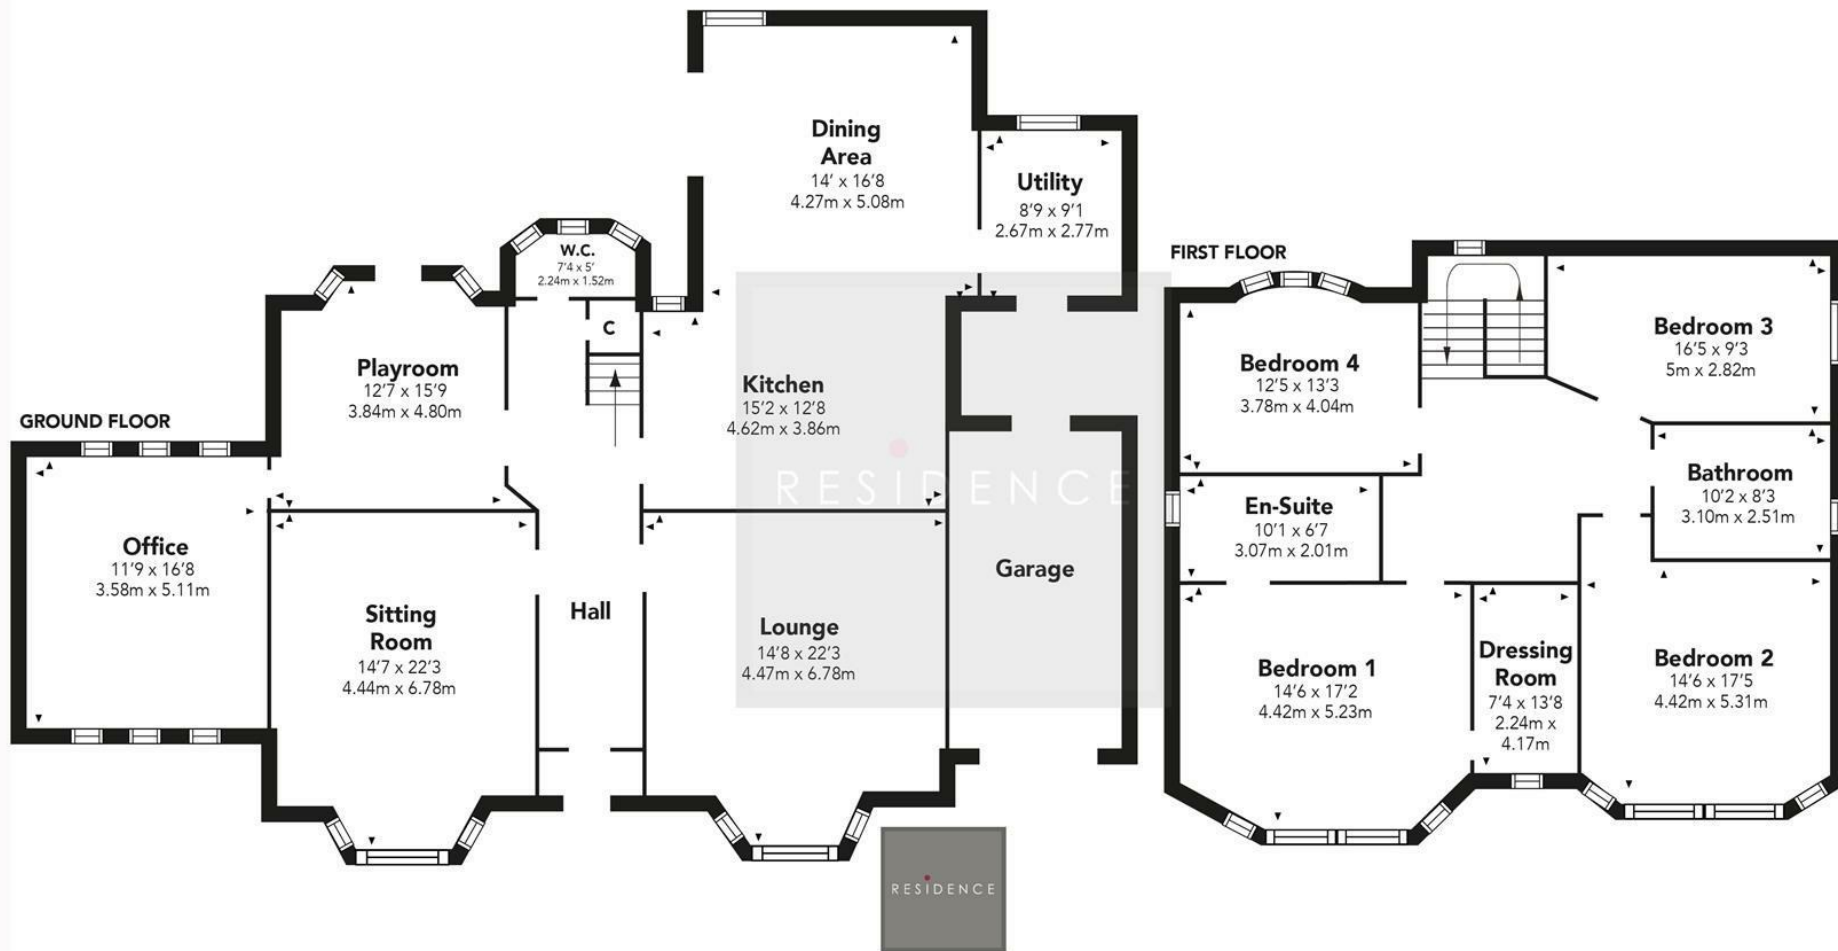 GROUND FLOOR
Dining
Area
14' x 16'8
4.27m x 5.08m
Utility
8'9 x 9'1
2.67m x 2.77m
W.C.
7'4 x 5'
2.24m x 1.52m
C
Playroom
12'7 x 15'9
3.84m x 4.80m
Kitchen
15'2 x 12'8
4.62m x 3.86m
Office
11'9 x 16'8
3.58m x 5.11m
Sitting
Room
14'7 x 22'3
4.44m x 6.78m
Hall
Lounge
14'8 x 22'3
4.47m x 6.78m
Garage
RESIDENCE
RESIDENCE
FIRST FLOOR
Bedroom 3
16'5 x 9'3
5m x 2.82m
Bedroom 4
12'5 x 13'3
3.78m x 4.04m
Bathroom
10'2 x 8'3
3.10m x 2.51m
En-Suite
10'1 x 6'7
3.07m x 2.01m
Bedroom 1
14'6 x 17'2
4.42m x 5.23m
Dressing
Room
7'4 x 13'8
2.24m x
4.17m
Bedroom 2
14'6 x 17'5
4.42m x 5.31m